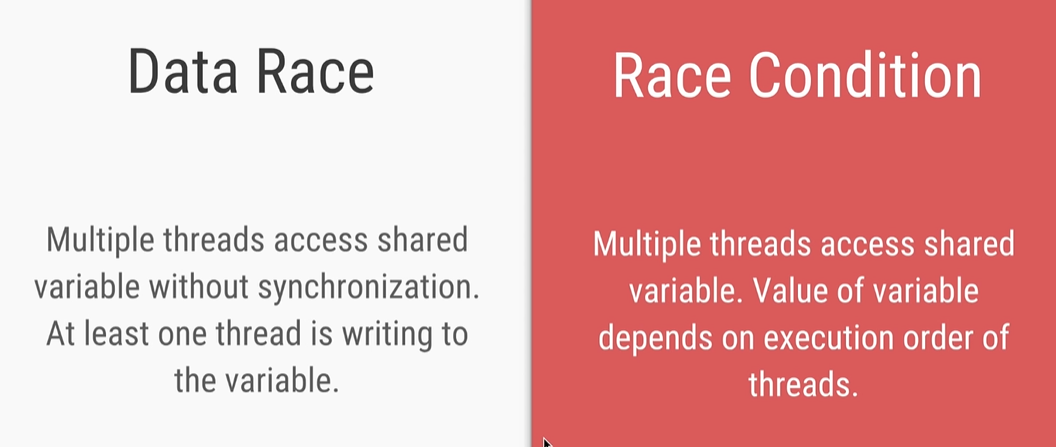 Data Race
Multiple threads access shared
variable without synchronization.
At least one thread is writing to
the variable.
Race Condition
Multiple threads access shared
variable. Value of variable
depends on execution order of
threads.